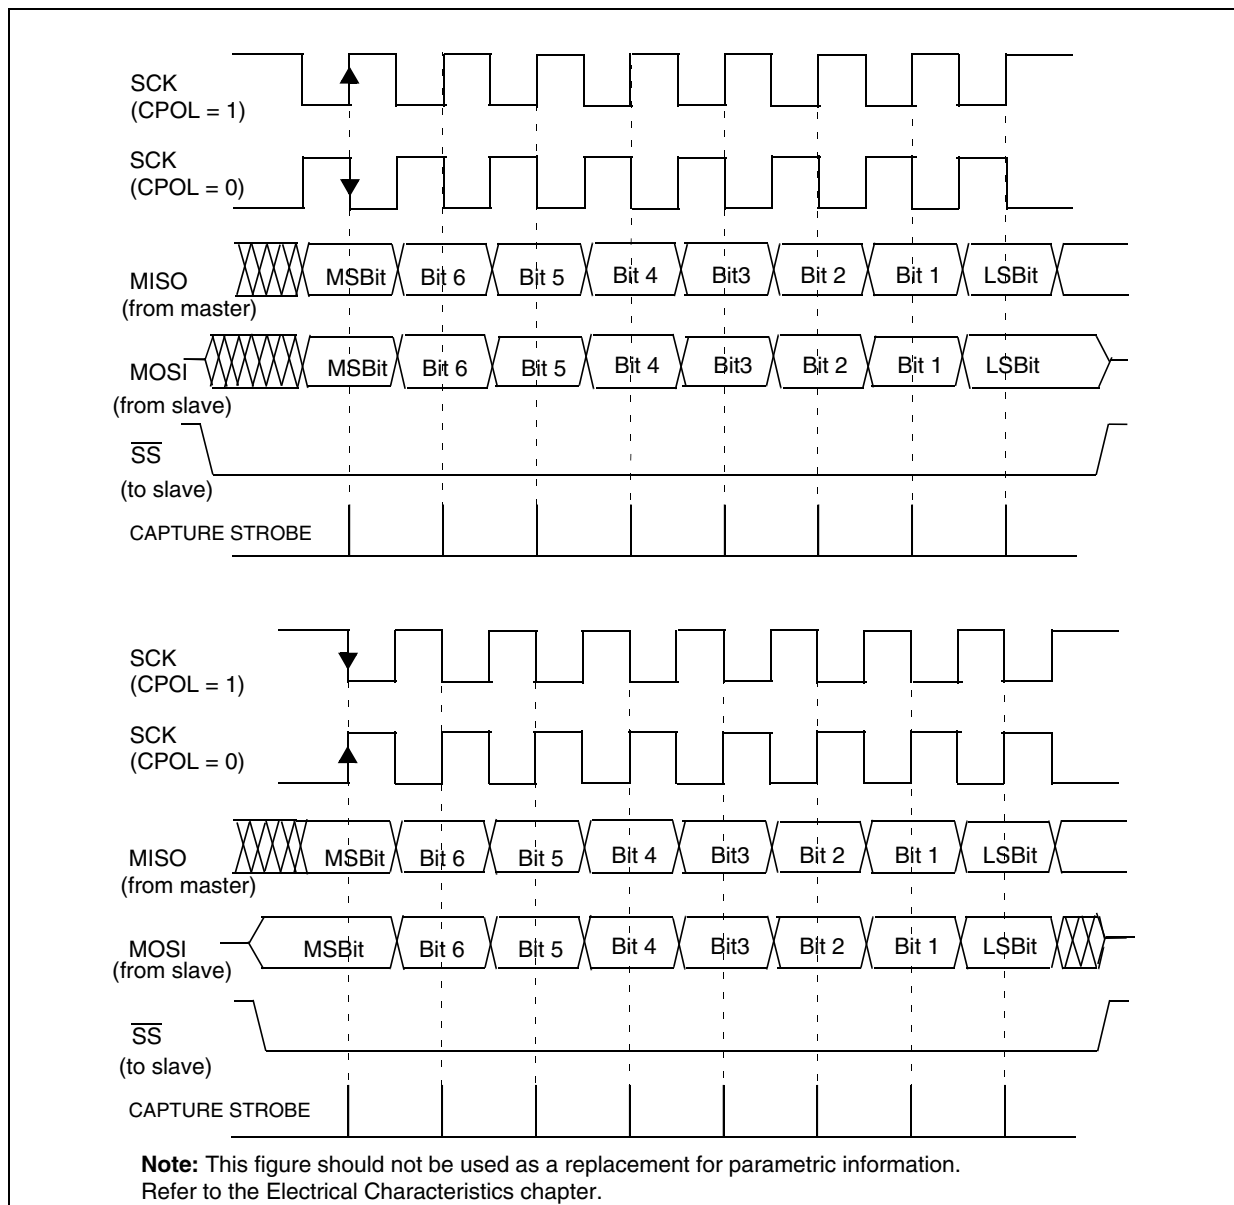 SCK
(CPOL = 1)
SCK
(CPOL = 0)
MISO
(from master)
MSBit Bit 6 Bit 5 Bit 4 Bit3 Bit 2 Bit 1 LSBit
MOSI
(from slave)
MSBit Bit 6 Bit 5 Bit 4 Bit3 Bit 2 Bit 1 LSBit
SS
(to slave)
CAPTURE STROBE
SCK
(CPOL = 1)
SCK
(CPOL = 0)
MISO
(from master)
MSBit Bit 6 Bit 5 Bit 4 Bit3 Bit 2 Bit 1 LSBit
MOSI
(from slave)
MSBit Bit 6 Bit 5 Bit 4 Bit3 Bit 2 Bit 1 LSBit
SS
(to slave)
CAPTURE STROBE
Note: This figure should not be used as a replacement for parametric information.
Refer to the Electrical Characteristics chapter.